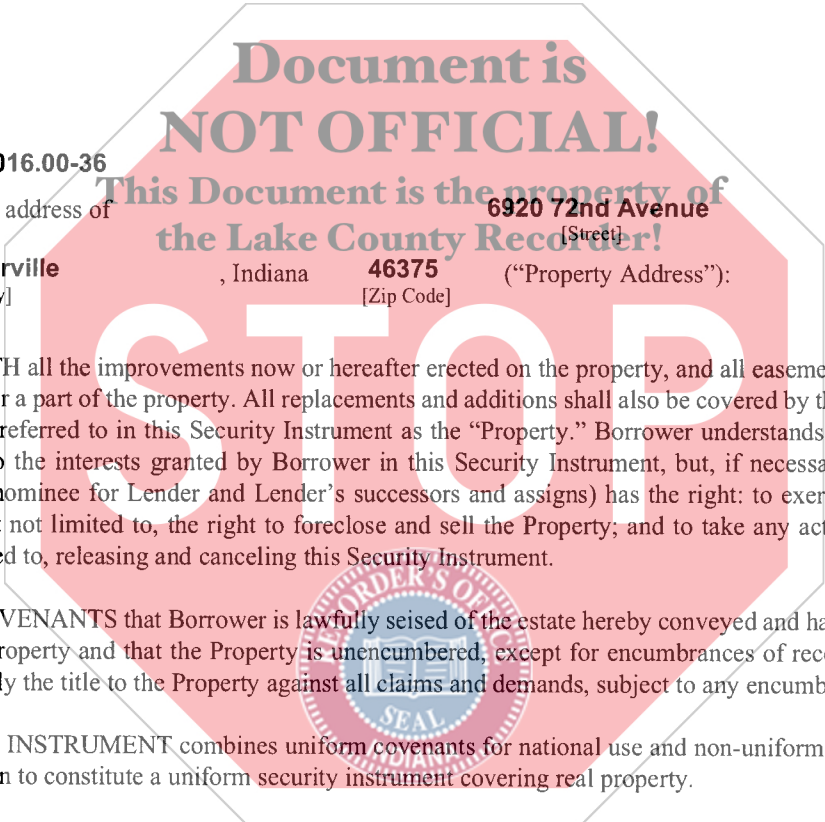 Document is
NOT OFFICIAL!
016.00-36
This Document is the property of
address of
6920 72nd Avenue
the Lake County Recorder!
[Street]
rville , Indiana 46375 (“Property Address”):
y] [Zip Code]
STOP
TH all the improvements now or hereafter erected on the property, and all easeme
r a part of the property. All replacements and additions shall also be covered by th
referred to in this Security Instrument as the “Property.” Borrower understands
o the interests granted by Borrower in this Security Instrument, but, if necessa
nominee for Lender and Lender’s successors and assigns) has the right: to exer
not limited to, the right to foreclose and sell the Property; and to take any act
ed to, releasing and canceling this Security Instrument.
RECORDER'S OFFICE
VENANTS that Borrower is lawfully seised of the estate hereby conveyed and ha
roperty and that the Property is unencumbered, except for encumbrances of rec
ly the title to the Property against all claims and demands, subject to any encumb
SEAL
INDIANA
INSTRUMENT combines uniform covenants for national use and non-uniform
n to constitute a uniform security instrument covering real property.